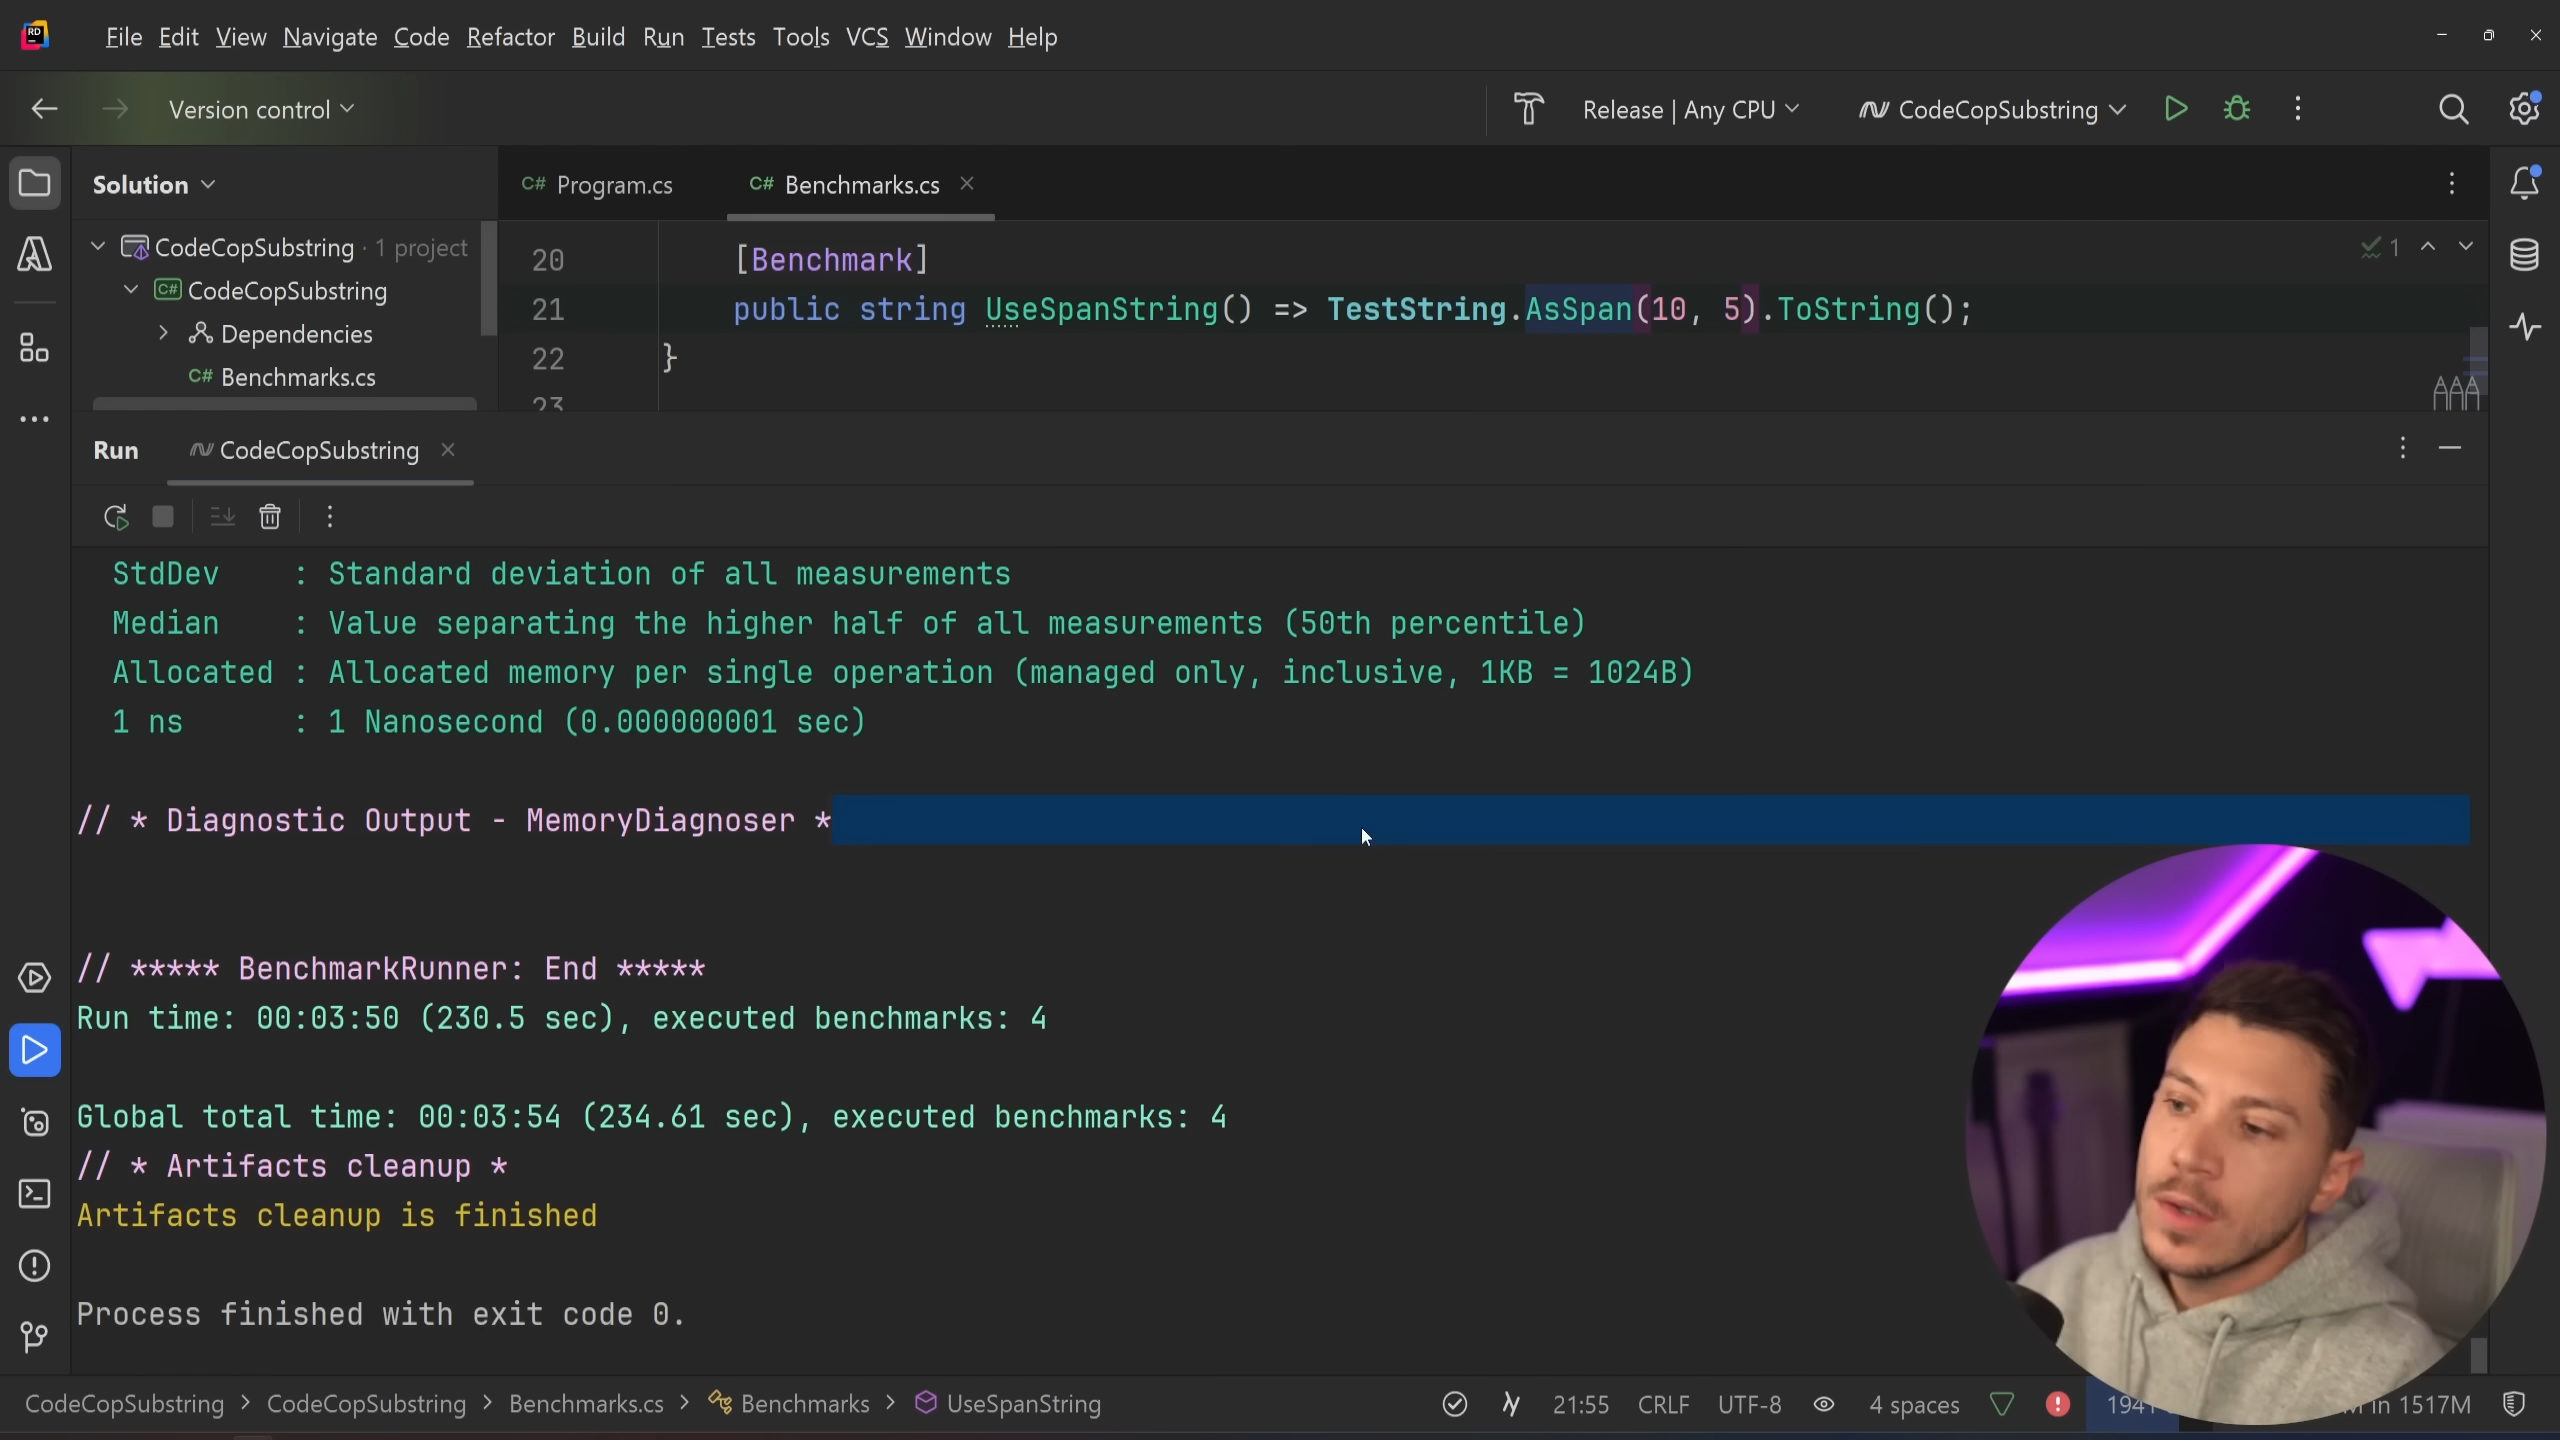 RD
File Edit View Navigate Code Refactor Build Run Tests Tools VCS Window Help
Version control
Release | Any CPU
CodeCopSubstring
Solution
C# Program.cs
C# Benchmarks.cs
CodeCopSubstring · 1 project
C# CodeCopSubstring
Dependencies
C# Benchmarks.cs
20 [Benchmark]
1
21 public string UseSpanString() => TestString.AsSpan(10, 5).ToString();
22 }
23
Run CodeCopSubstring
StdDev : Standard deviation of all measurements
Median : Value separating the higher half of all measurements (50th percentile)
Allocated : Allocated memory per single operation (managed only, inclusive, 1KB = 1024B)
1 ns : 1 Nanosecond (0.000000001 sec)
// * Diagnostic Output - MemoryDiagnoser *
// ***** BenchmarkRunner: End *****
Run time: 00:03:50 (230.5 sec), executed benchmarks: 4
Global total time: 00:03:54 (234.61 sec), executed benchmarks: 4
// * Artifacts cleanup *
Artifacts cleanup is finished
Process finished with exit code 0.
CodeCopSubstring > CodeCopSubstring > Benchmarks.cs > Benchmarks > UseSpanString
21:55 CRLF UTF-8 4 spaces in 1517M